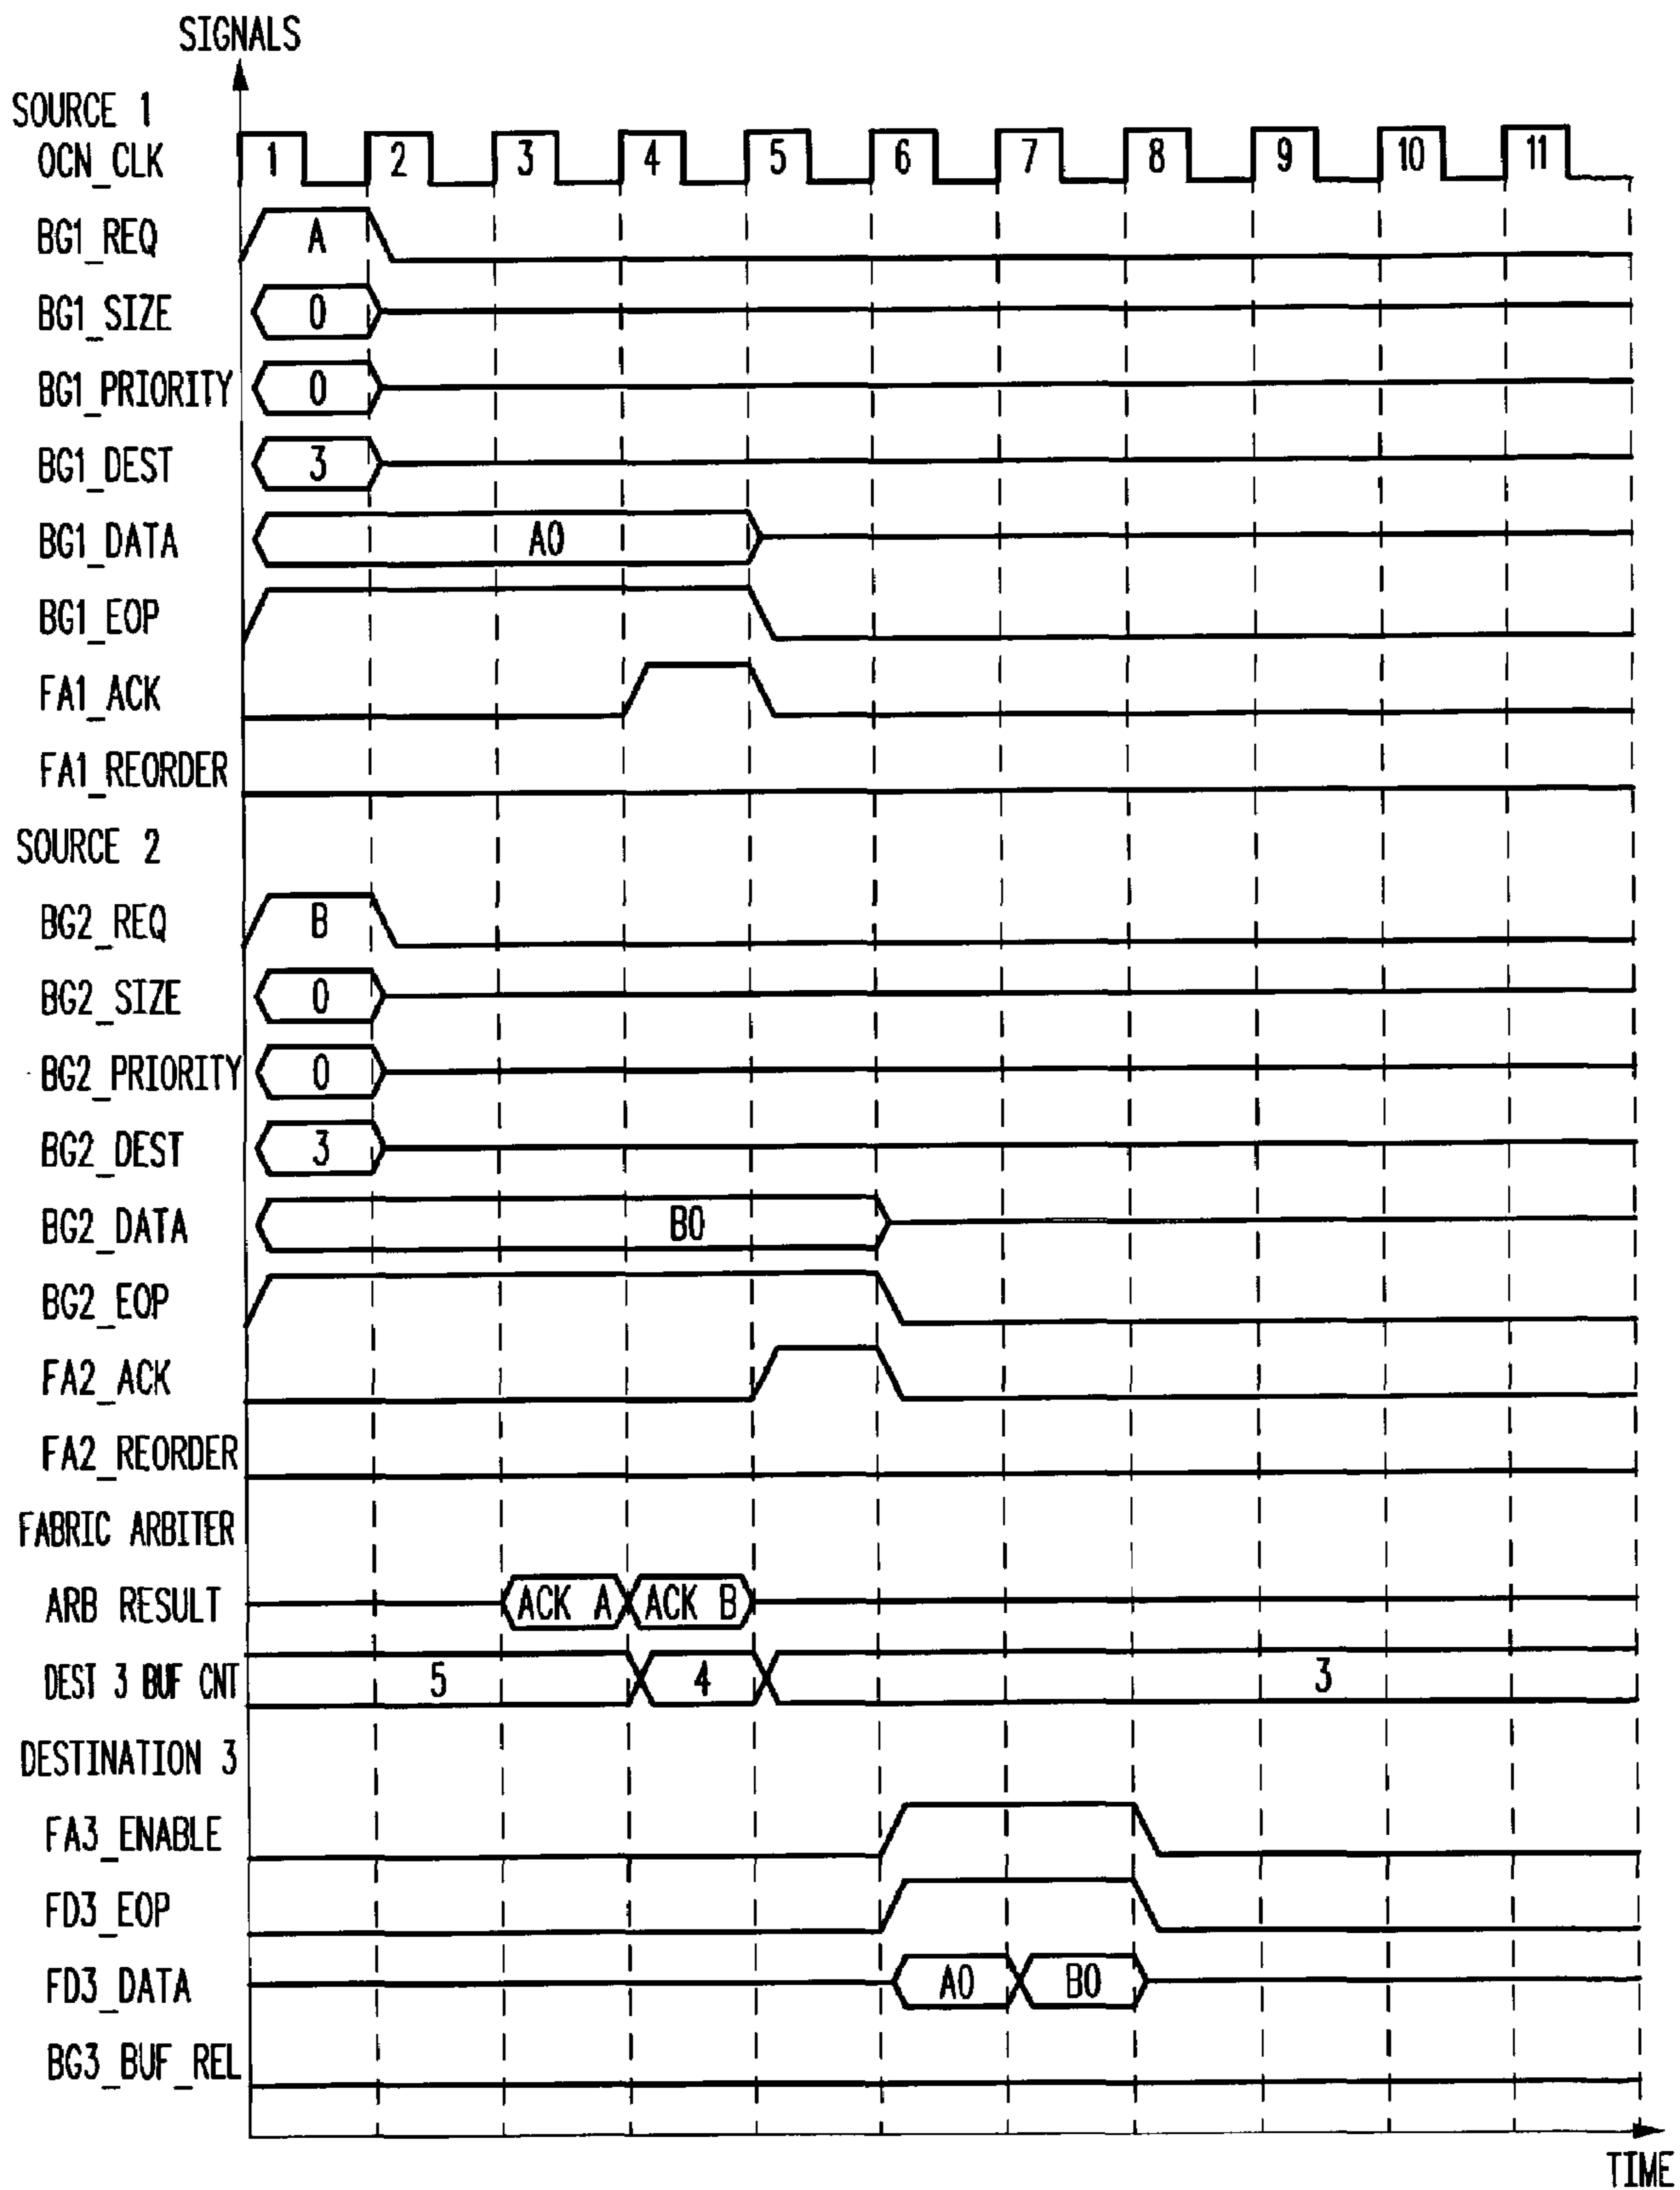 SIGNALS
SOURCE 1
OCN_CLK 1 2 3 4 5 6 7 8 9 10 11
BG1_REQ A
BG1_SIZE 0
BG1_PRIORITY 0
BG1_DEST 3
BG1_DATA A0
BG1_EOP
FA1_ACK
FA1_REORDER
SOURCE 2
BG2_REQ B
BG2_SIZE 0
BG2_PRIORITY 0
BG2_DEST 3
BG2_DATA B0
BG2_EOP
FA2_ACK
FA2_REORDER
FABRIC ARBITER
ARB RESULT ACK A ACK B
DEST 3 BUF CNT 5 4 3
DESTINATION 3
FA3_ENABLE
FD3_EOP
FD3_DATA A0 B0
BG3_BUF_REL
TIME